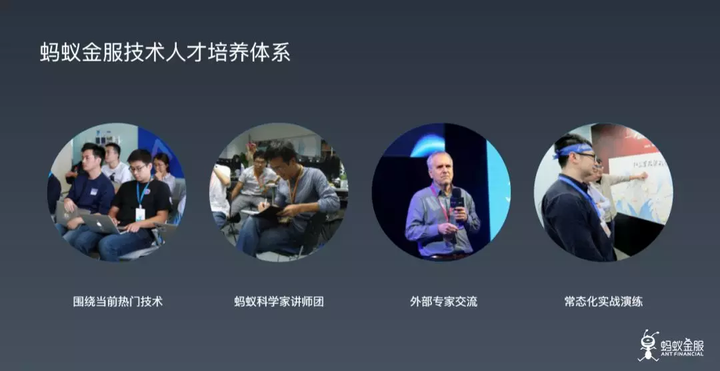 蚂蚁金服技术人才培养体系
围绕当前热门技术
蚂蚁科学家讲师团
外部专家交流
常态化实战演练
蚂蚁金服
ANT FINANCIAL